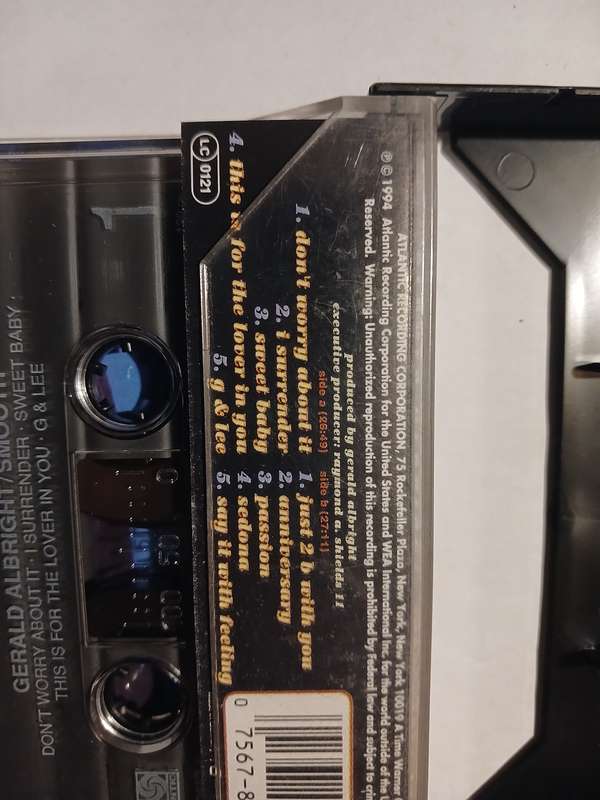 ATLANTIC RECORDING CORPORATION, 75 Rockefeller Plaza, New York, New York 10019 A Time Warner
℗ © 1994 Atlantic Recording Corporation for the United States and WEA International Inc. for the world outside of the
Reserved. Warning: Unauthorized reproduction of this recording is prohibited by Federal law and subject to
produced by gerald albright
executive producer: raymond a. shields II
side a (26:49)
1. don't worry about it
2. i surrender
3. sweet baby
4. this is for the lover in you
5. g & lee
side b (27:11)
1. just 2 b with you
2. anniversary
3. passion
4. sedona
5. say it with feeling
LC 0121
0 7567-8
1
GERALD ALBRIGHT/SMOOTH
DON'T WORRY ABOUT IT · I SURRENDER · SWEET BABY ·
THIS IS FOR THE LOVER IN YOU · G & LEE
0 50 100